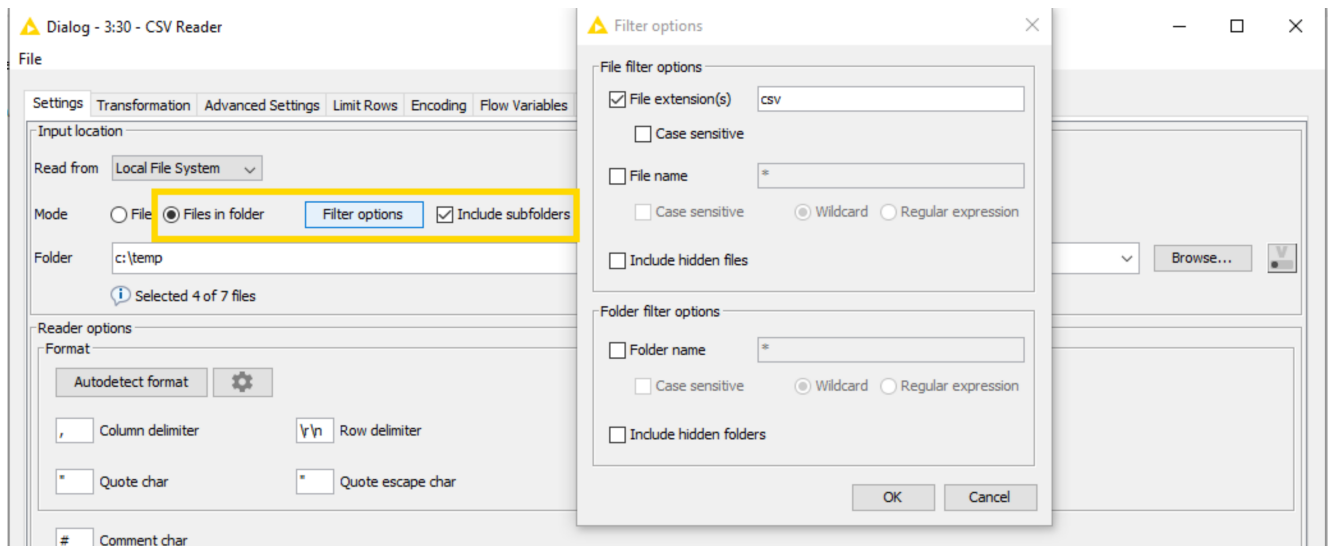 Dialog - 3:30 - CSV Reader
File
Settings Transformation Advanced Settings Limit Rows Encoding Flow Variables
Input location
Read from Local File System
Mode File Files in folder Filter options Include subfolders
Folder c:\temp Browse...
Selected 4 of 7 files
Reader options
Format
Autodetect format
, Column delimiter \r\n Row delimiter
" Quote char " Quote escape char
# Comment char
Filter options
File filter options
File extension(s) csv
Case sensitive
File name *
Case sensitive Wildcard Regular expression
Include hidden files
Folder filter options
Folder name *
Case sensitive Wildcard Regular expression
Include hidden folders
OK Cancel